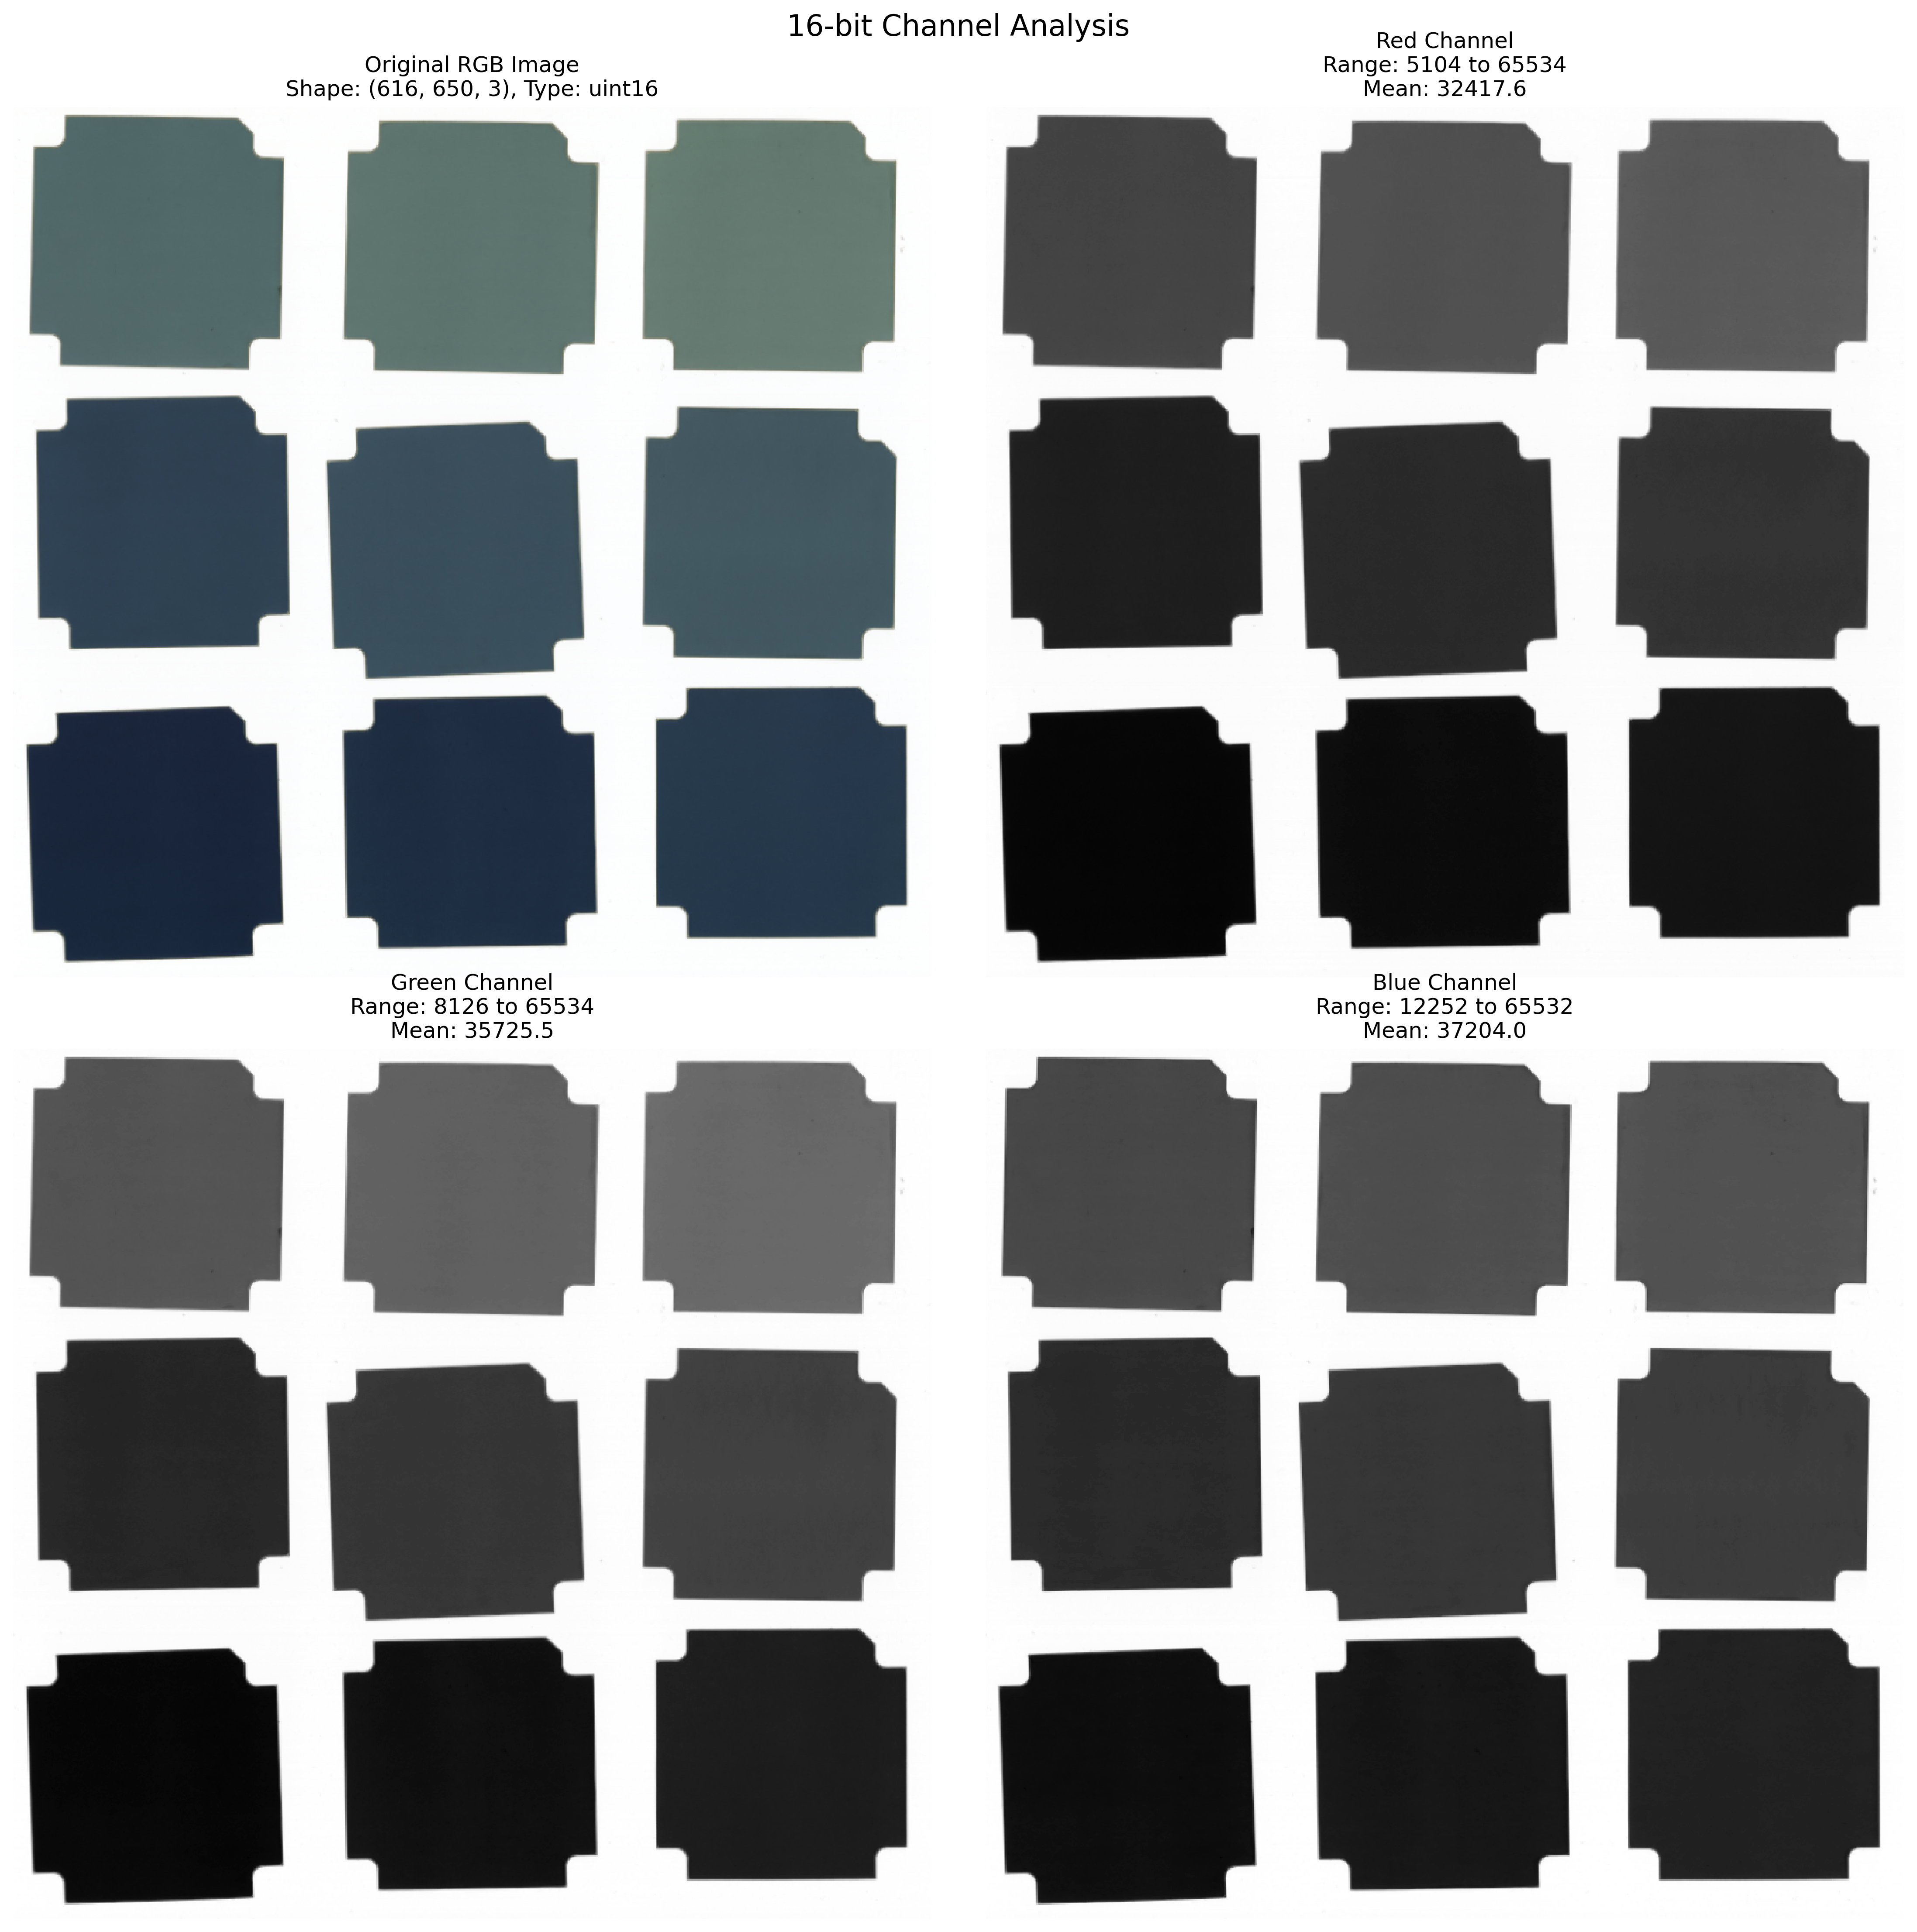 16-bit Channel Analysis
Original RGB Image
Shape: (616, 650, 3), Type: uint16
Red Channel
Range: 5104 to 65534
Mean: 32417.6
Green Channel
Range: 8126 to 65534
Mean: 35725.5
Blue Channel
Range: 12252 to 65532
Mean: 37204.0